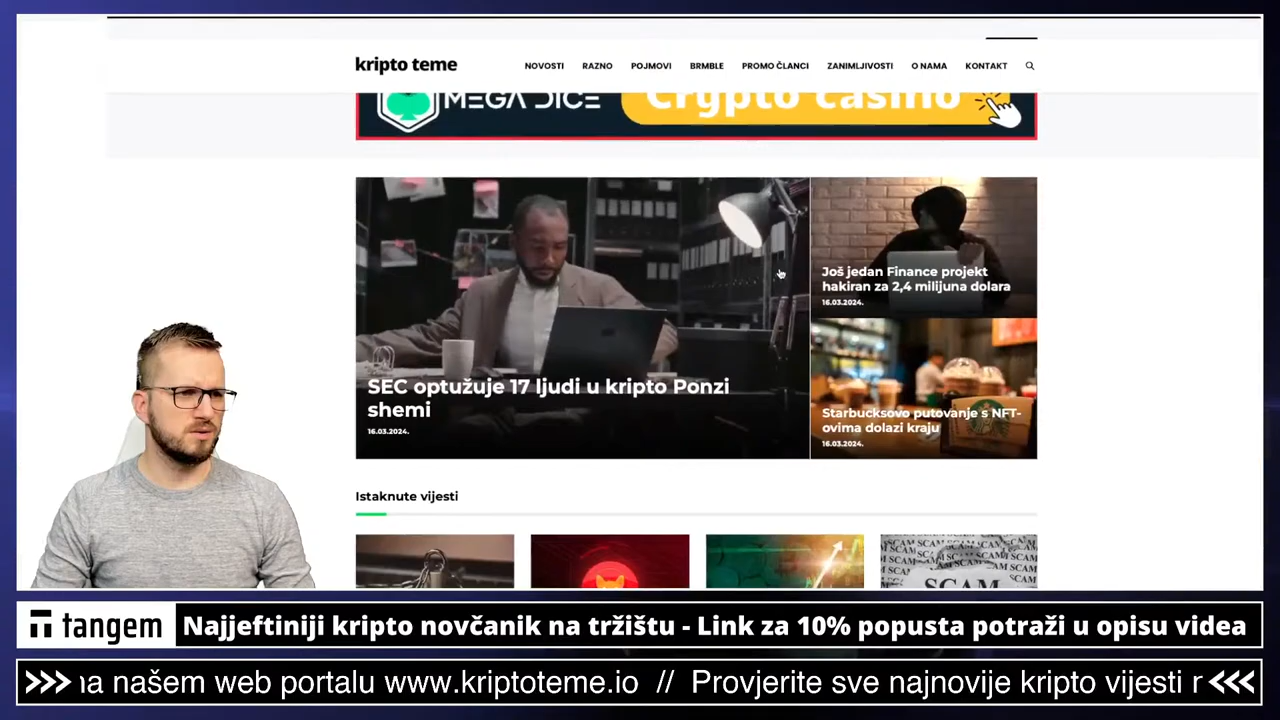 kripto teme
NOVOSTI RAZNO POJMOVI BRMBLE PROMO ČLANCI ZANIMLJIVOSTI O NAMA KONTAKT
MEGA DICE Crypto casino
Još jedan Finance projekt
hakiran za 2,4 milijuna dolara
16.03.2024.
SEC optužuje 17 ljudi u kripto Ponzi
shemi
16.03.2024.
Starbucksovo putovanje s NFT-
ovima dolazi kraju
16.03.2024.
Istaknute vijesti
SCAM
tangem Najjeftiniji kripto novčanik na tržištu - Link za 10% popusta potraži u opisu videa
našem web portalu www.kriptoteme.io // Provjerite sve najnovije kripto vijesti